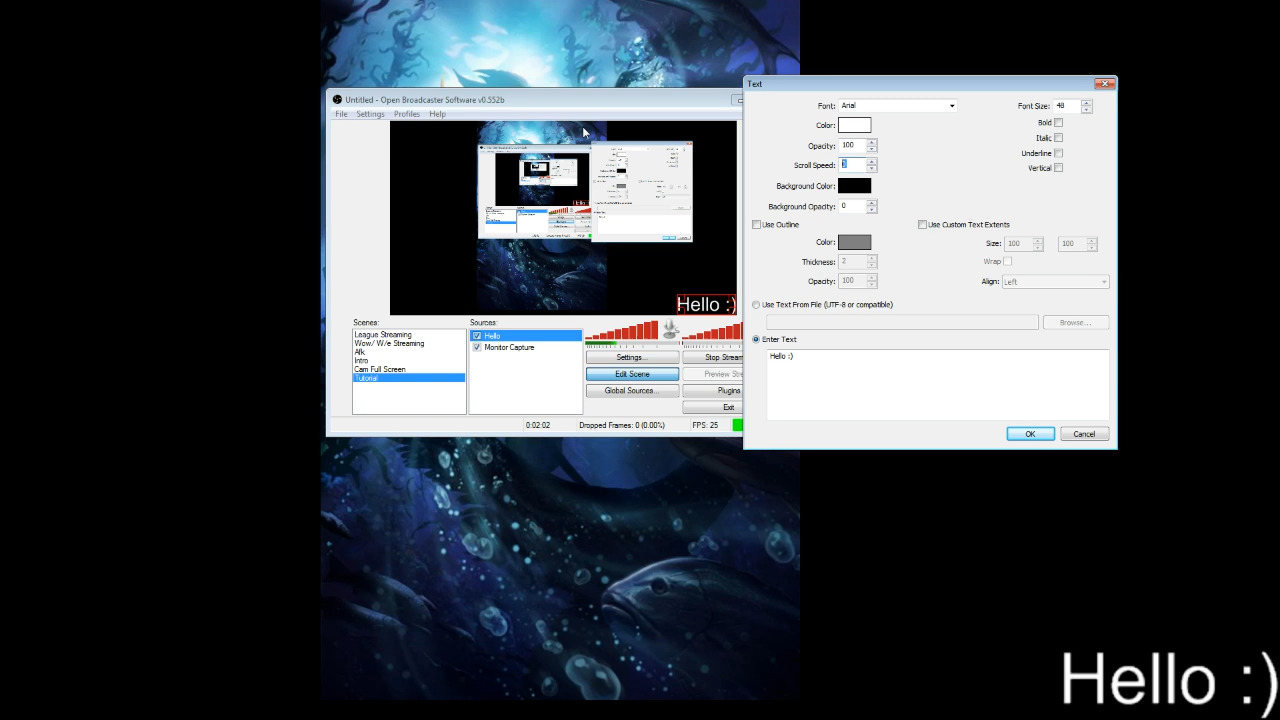 Untitled - Open Broadcaster Software v0.552b
File Settings Profiles Help
Hello :)
Scenes:
League Streaming
Wow/ W/e Streaming
Afk
Intro
Cam Full Screen
Tutorial
Sources:
Hello
Monitor Capture
Settings...
Edit Scene
Global Sources...
Stop Stream
Preview Str
Plugins
Exit
0:02:02 Dropped Frames: 0 (0.00%) FPS: 25
Text
Font: Arial Font Size: 48
Color: Bold
Opacity: 100 Italic
Scroll Speed: Underline
Vertical
Background Color:
Background Opacity: 0
Use Outline Use Custom Text Extents
Color: Size: 100 100
Thickness: 2 Wrap
Opacity: 100 Align: Left
Use Text From File (UTF-8 or compatible)
Browse...
Enter Text
Hello :)
OK Cancel
Hello :)